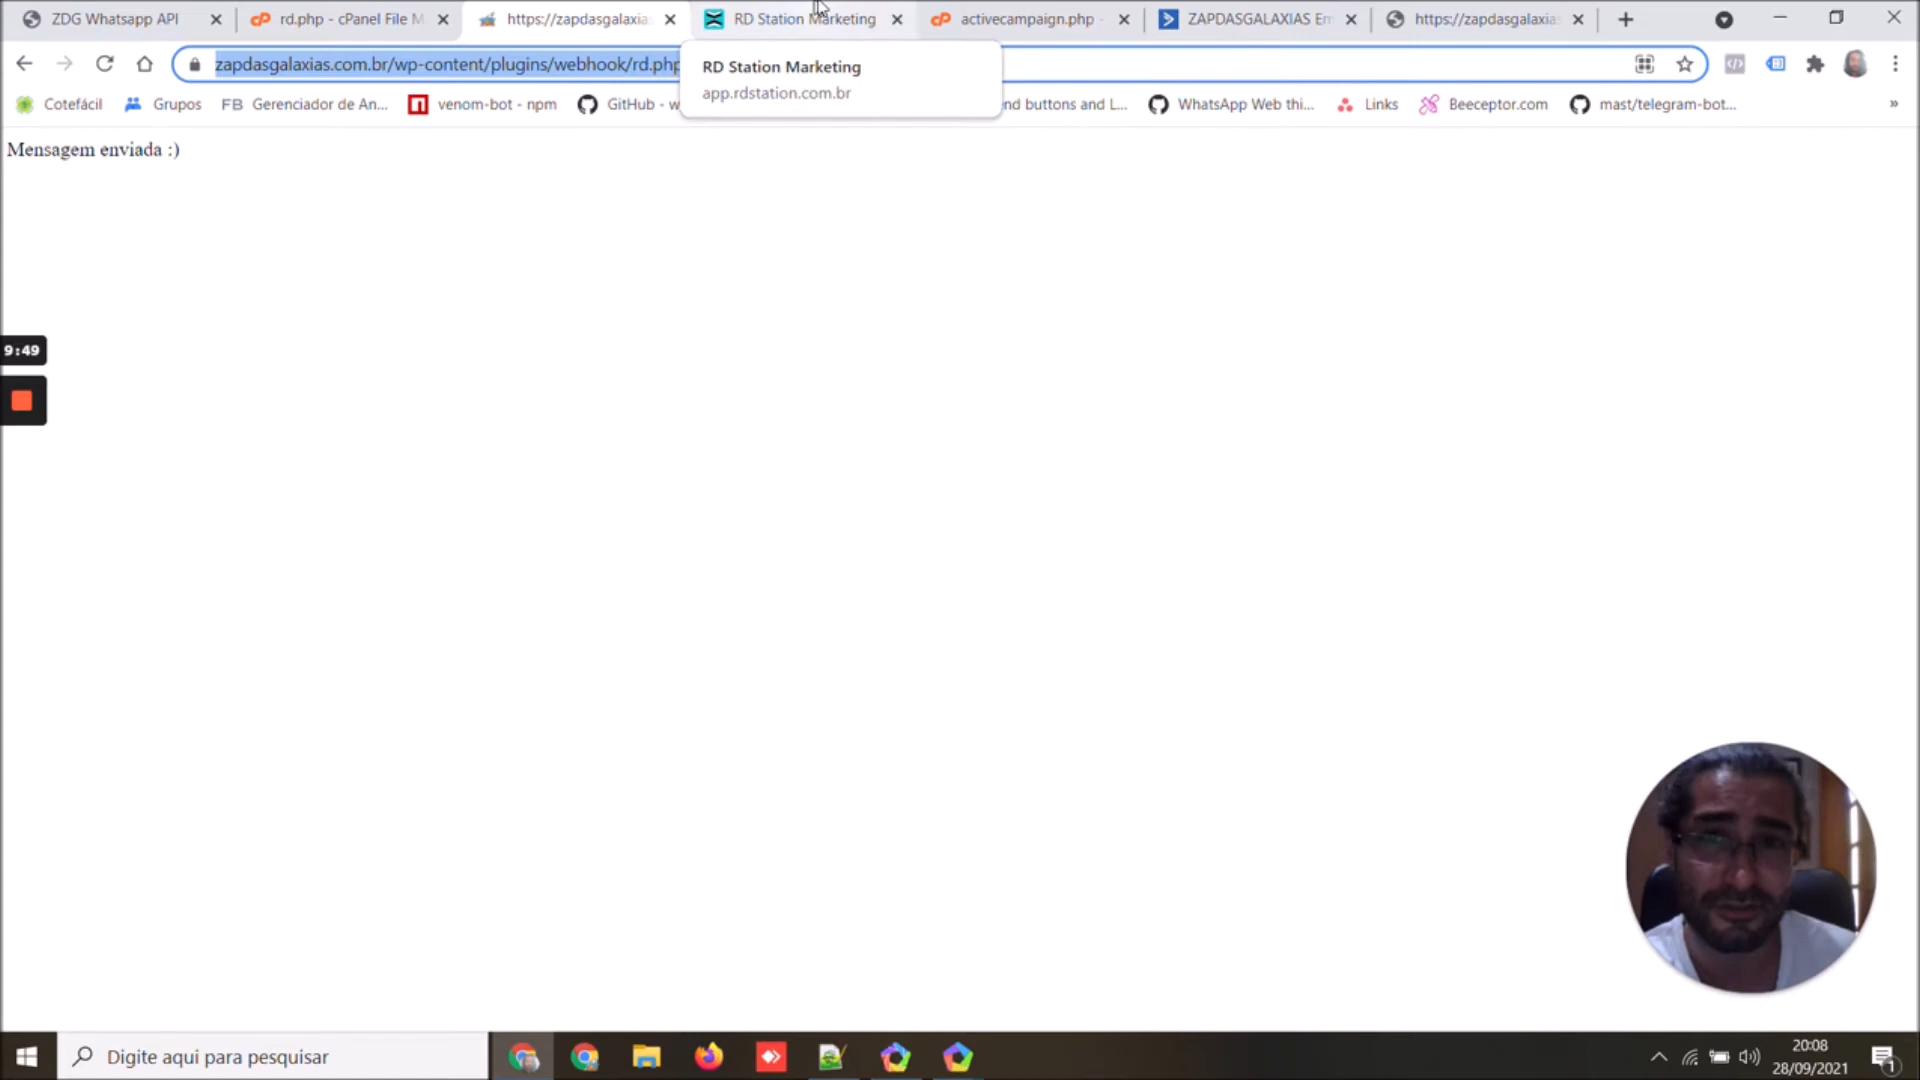 ZDG Whatsapp API
rd.php - cPanel File M
https://zapdasgalaxia
RD Station Marketing
activecampaign.php -
ZAPDASGALAXIAS Em
https://zapdasgalaxia
zapdasgalaxias.com.br/wp-content/plugins/webhook/rd.php
RD Station Marketing
app.rdstation.com.br
Cotefácil
Grupos
FB Gerenciador de An...
venom-bot - npm
GitHub - w
nd buttons and L...
WhatsApp Web thi...
Links
Beeceptor.com
mast/telegram-bot...
»
Mensagem enviada :)
9:49
Digite aqui para pesquisar
20:08
28/09/2021
1